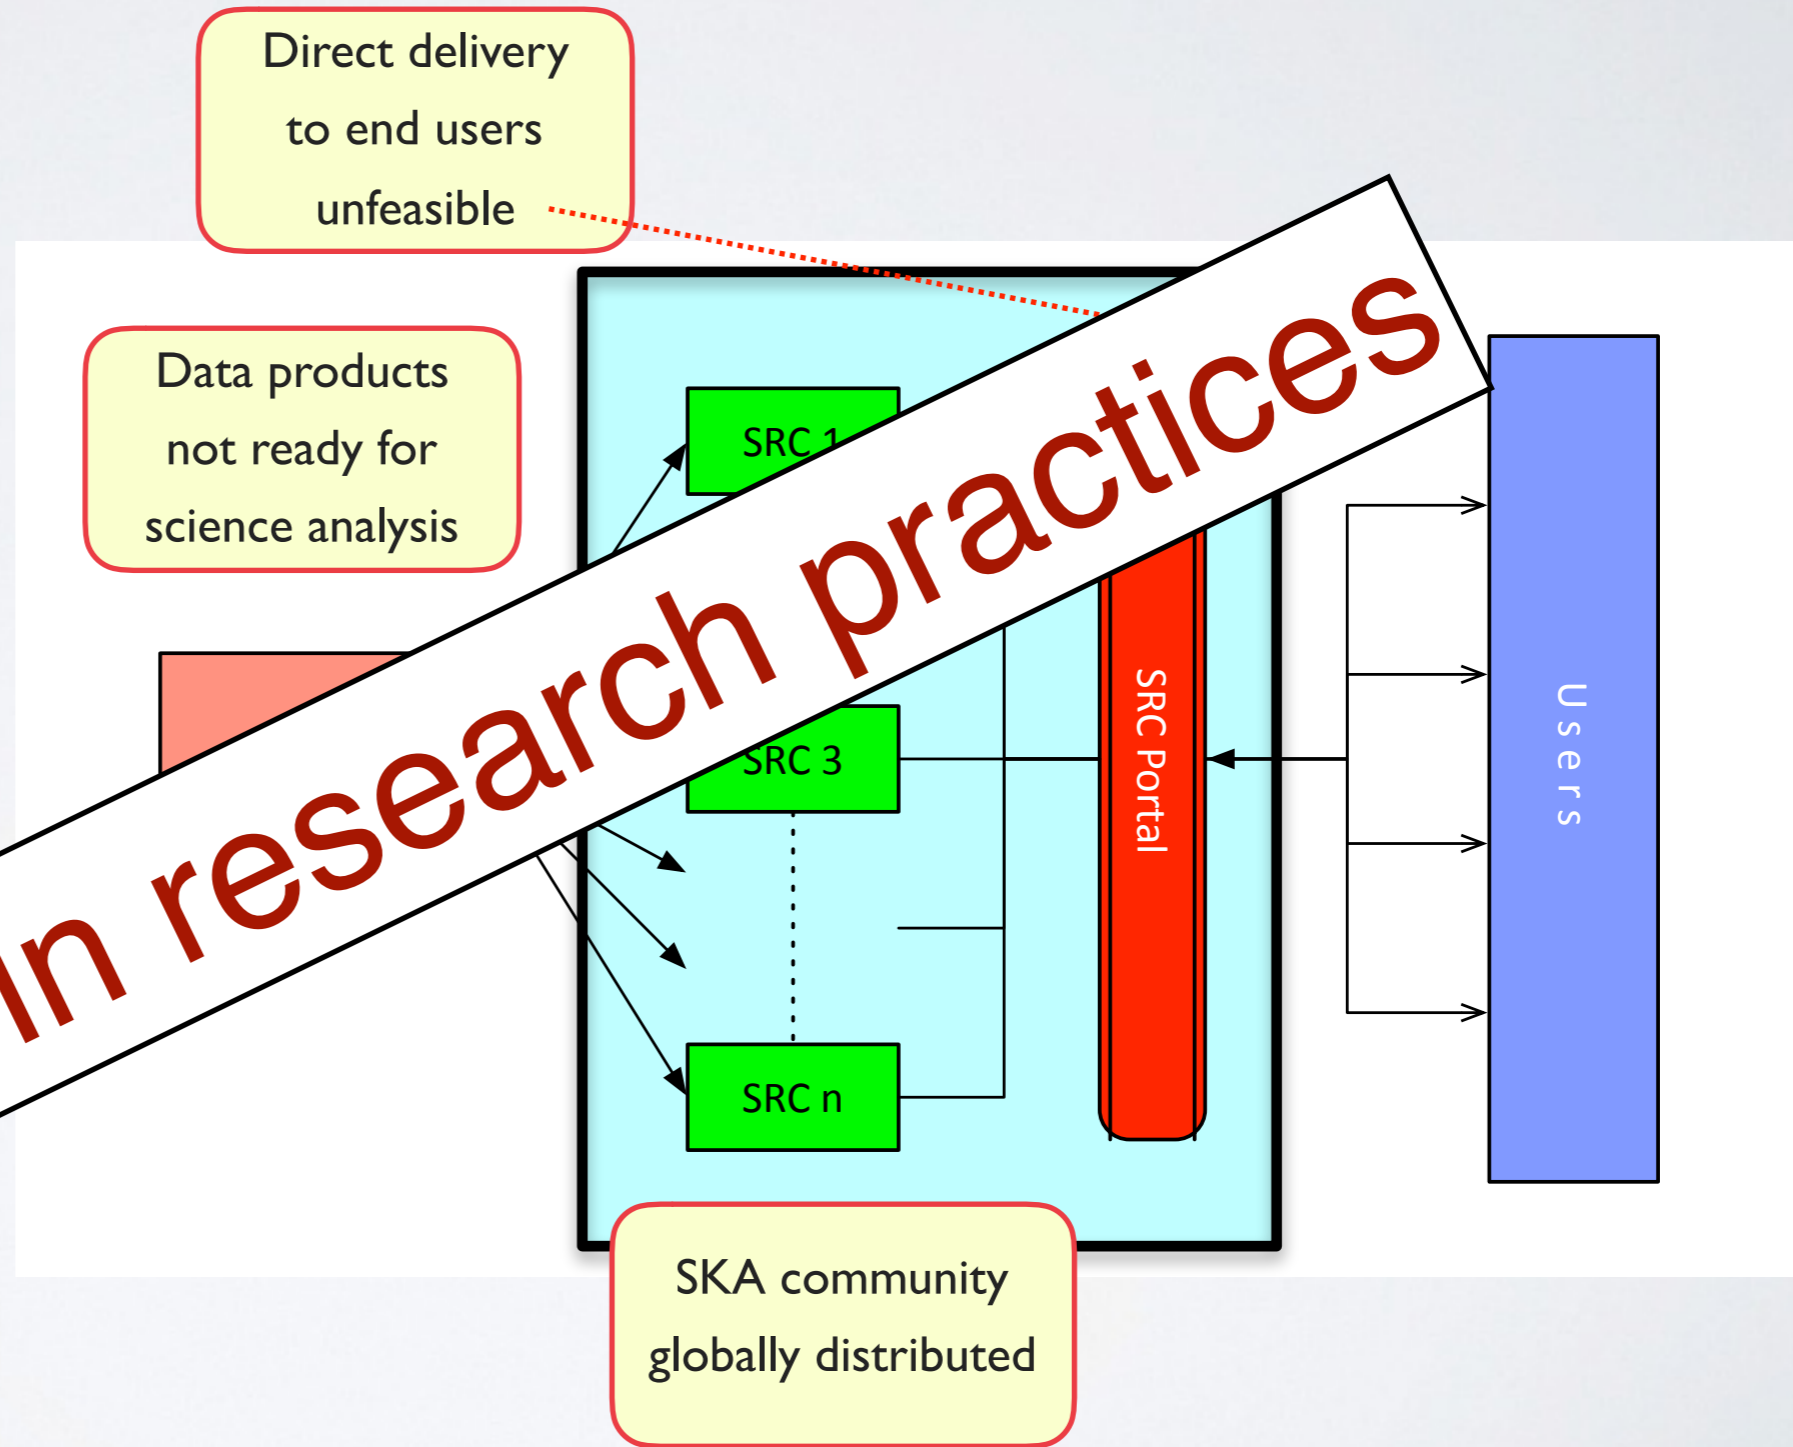 Direct delivery
to end users
unfeasible
Data products
not ready for
science analysis
in research practices
SRC 1
SRC 3
SRC n
SRC Portal
Users
SKA community
globally distributed